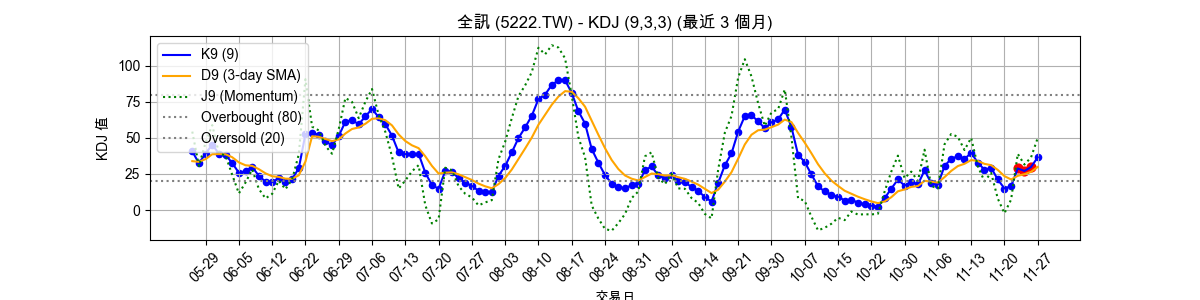 全訊 (5222.TW) - KDJ (9,3,3) (最近 3 個月)
K9 (9)
D9 (3-day SMA)
J9 (Momentum)
Overbought (80)
Oversold (20)
KDJ 值
100
75
50
25
0
05-29 06-05 06-12 06-22 06-29 07-06 07-13 07-20 07-27 08-03 08-10 08-17 08-24 08-31 09-07 09-14 09-21 09-30 10-07 10-15 10-22 10-30 11-06 11-13 11-20 11-27
交易日